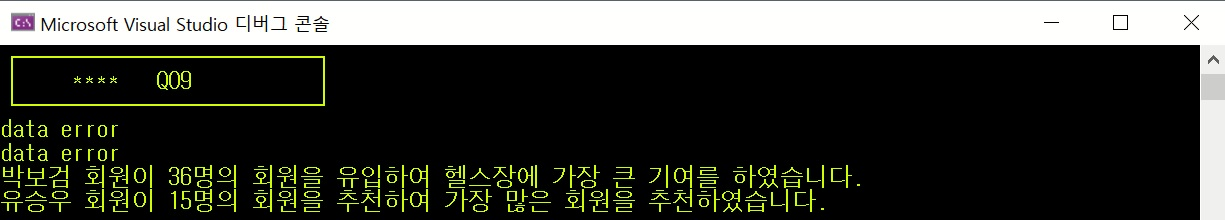 Microsoft Visual Studio 디버그 콘솔
**** Q09
data error
data error
박보검 회원이 36명의 회원을 유입하여 헬스장에 가장 큰 기여를 하였습니다.
유승우 회원이 15명의 회원을 추천하여 가장 많은 회원을 추천하였습니다.